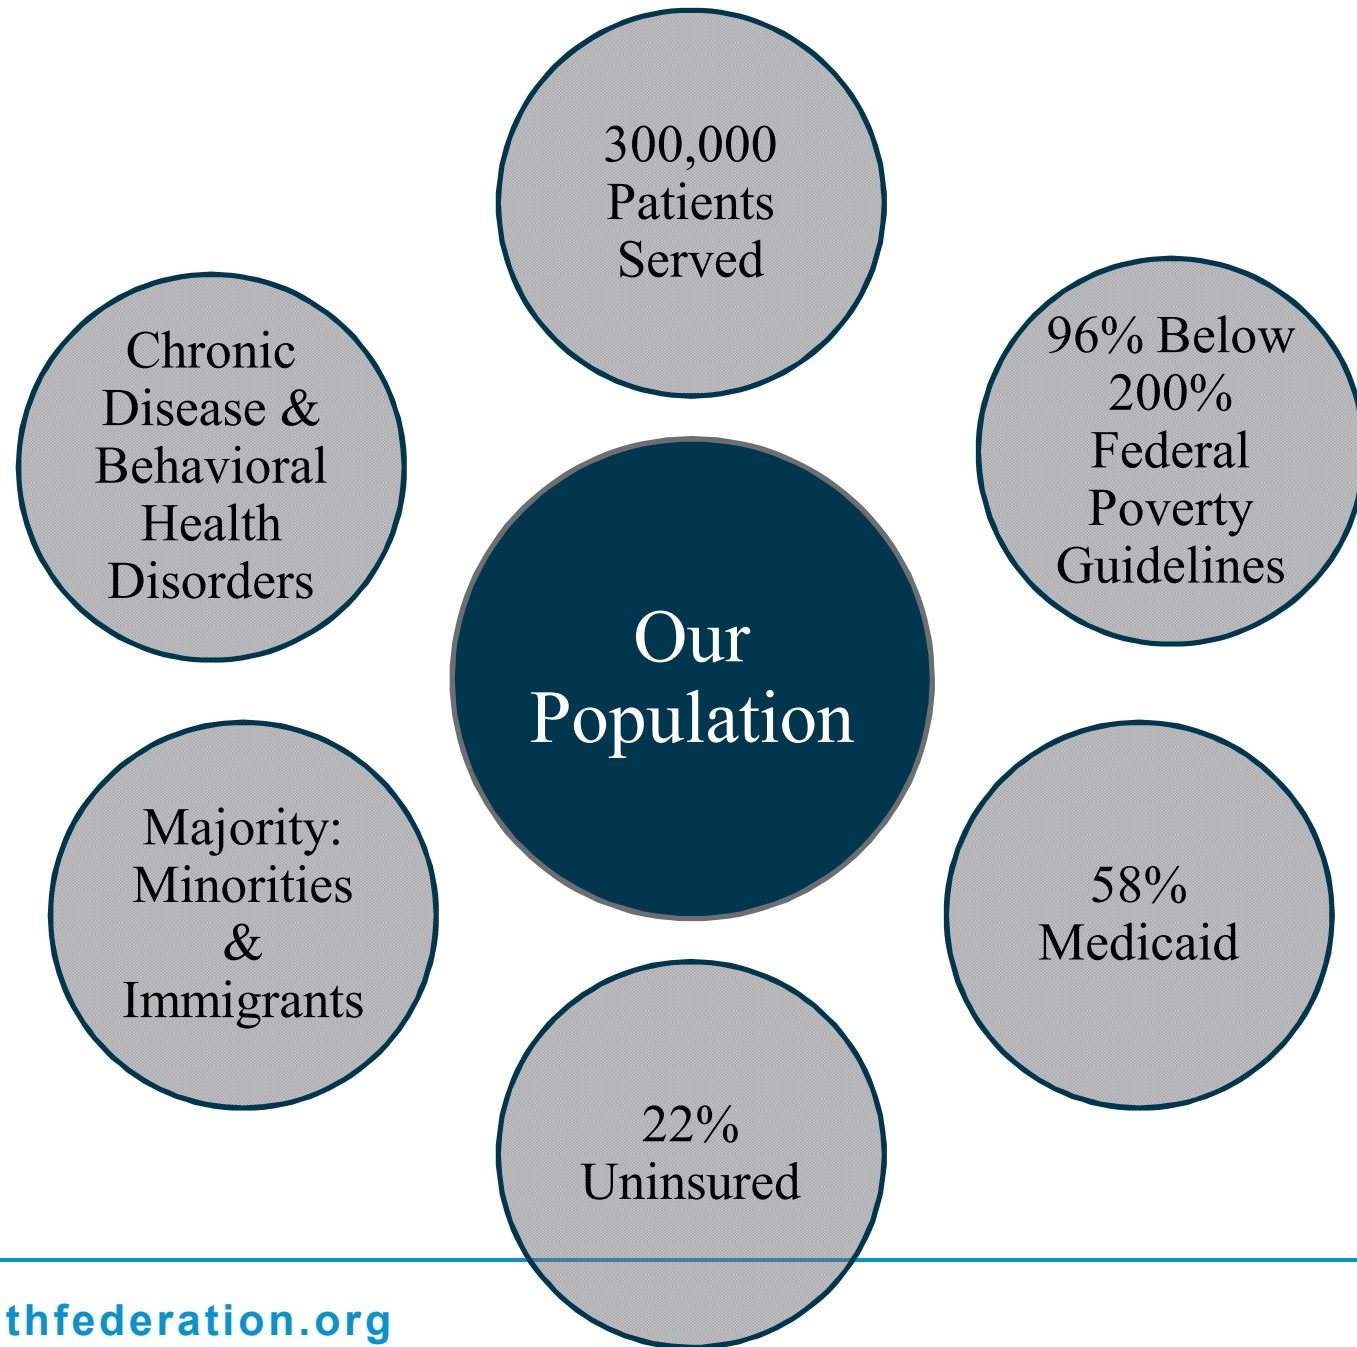 300,000
Patients
Served
96% Below
200%
Federal
Poverty
Guidelines
58%
Medicaid
22%
Uninsured
Majority:
Minorities
&
Immigrants
Chronic
Disease &
Behavioral
Health
Disorders
Our
Population
thfederation.org